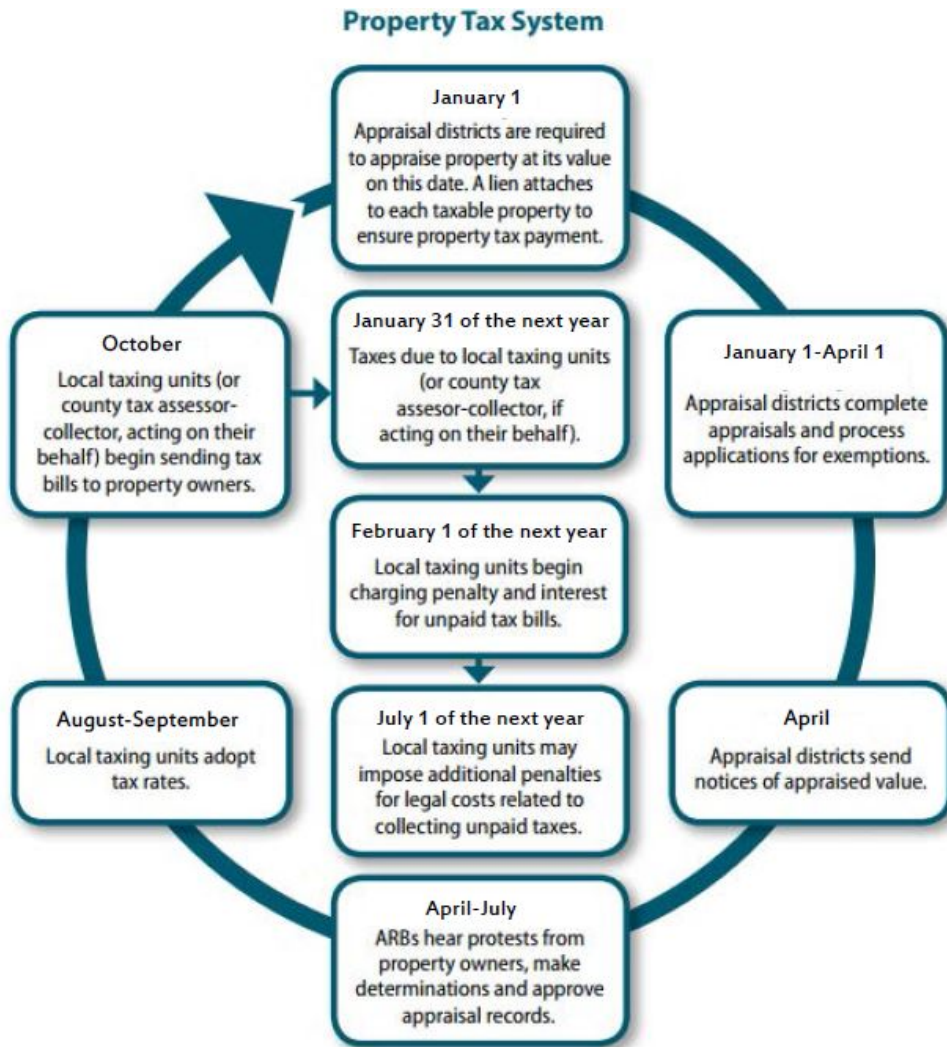 Property Tax System
January 1
Appraisal districts are required
to appraise property at its value
on this date. A lien attaches
to each taxable property to
ensure property tax payment.
January 1-April 1
Appraisal districts complete
appraisals and process
applications for exemptions.
April
Appraisal districts send
notices of appraised value.
April-July
ARBs hear protests from
property owners, make
determinations and approve
appraisal records.
August-September
Local taxing units adopt
tax rates.
October
Local taxing units (or
county tax assessor-
collector, acting on their
behalf) begin sending tax
bills to property owners.
January 31 of the next year
Taxes due to local taxing units
(or county tax
assesor-collector, if
acting on their behalf).
February 1 of the next year
Local taxing units begin
charging penalty and interest
for unpaid tax bills.
July 1 of the next year
Local taxing units may
impose additional penalties
for legal costs related to
collecting unpaid taxes.